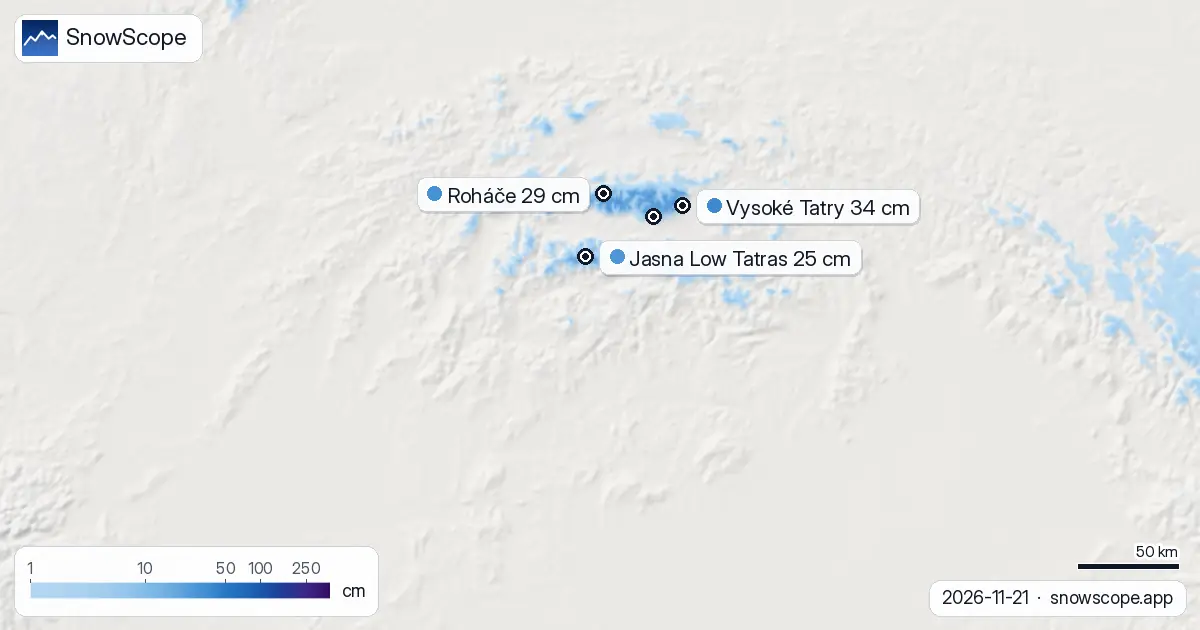 SnowScope
Roháče 29 cm
Vysoké Tatry 34 cm
Jasna Low Tatras 25 cm
1 10 50 100 250
cm
50 km
2026-11-21 · snowscope.app